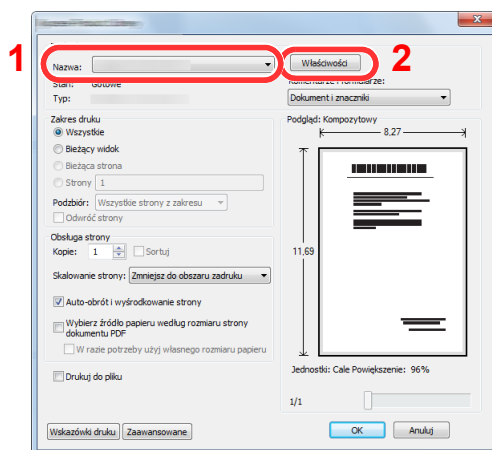 1
2
Nazwa:
Właściwości
Stan: Gotowe
Komentarze i formularze:
Typ:
Dokument i znaczniki
Zakres druku
Podgląd: Kompozytowy
Wszystkie
8,27
Bieżący widok
Bieżąca strona
Strony 1
Podzbiór: Wszystkie strony z zakresu
Odwróć strony
Obsługa strony
Kopie: 1 Sortuj
11,69
Skalowanie strony: Zmniejsz do obszaru zadruku
Auto-obrót i wyśrodkowanie strony
Wybierz źródło papieru według rozmiaru strony
dokumentu PDF
W razie potrzeby użyj własnego rozmiaru papieru
Jednostki: Cale Powiększenie: 96%
Drukuj do pliku
1/1
Wskazówki druku Zaawansowane OK Anuluj